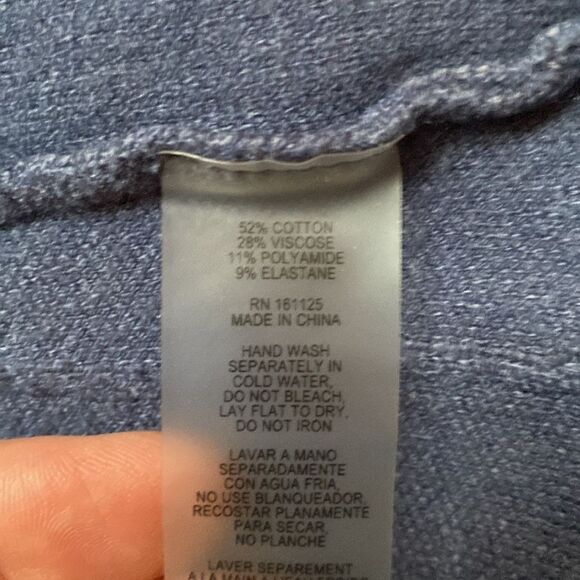 52% COTTON
28% VISCOSE
11% POLYAMIDE
9% ELASTANE
RN 161125
MADE IN CHINA
HAND WASH
SEPARATELY IN
COLD WATER,
DO NOT BLEACH,
LAY FLAT TO DRY,
DO NOT IRON
LAVAR A MANO
SEPARADAMENTE
CON AGUA FRIA,
NO USE BLANQUEADOR,
RECOSTAR PLANAMENTE
PARA SECAR,
NO PLANCHE
LAVER SEPAREMENT
A LA MAIN A